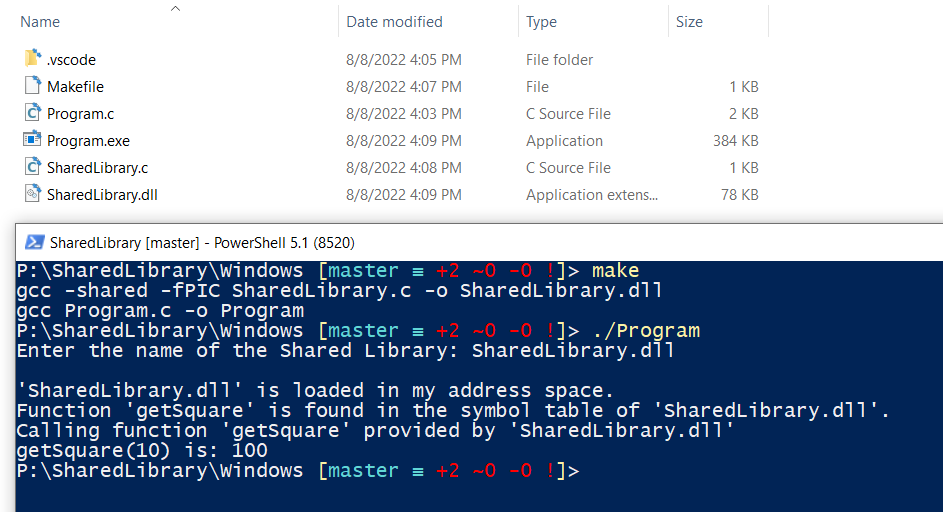 Name Date modified Type Size
.vscode 8/8/2022 4:05 PM File folder
Makefile 8/8/2022 4:07 PM File 1 KB
Program.c 8/8/2022 4:03 PM C Source File 2 KB
Program.exe 8/8/2022 4:09 PM Application 384 KB
SharedLibrary.c 8/8/2022 4:08 PM C Source File 1 KB
SharedLibrary.dll 8/8/2022 4:09 PM Application extens... 78 KB
SharedLibrary [master] - PowerShell 5.1 (8520)
P:\SharedLibrary\Windows [master ≡ +2 ~0 -0 !]> make
gcc -shared -fPIC SharedLibrary.c -o SharedLibrary.dll
gcc Program.c -o Program
P:\SharedLibrary\Windows [master ≡ +2 ~0 -0 !]> ./Program
Enter the name of the Shared Library: SharedLibrary.dll
'SharedLibrary.dll' is loaded in my address space.
Function 'getSquare' is found in the symbol table of 'SharedLibrary.dll'.
Calling function 'getSquare' provided by 'SharedLibrary.dll'
getSquare(10) is: 100
P:\SharedLibrary\Windows [master ≡ +2 ~0 -0 !]>